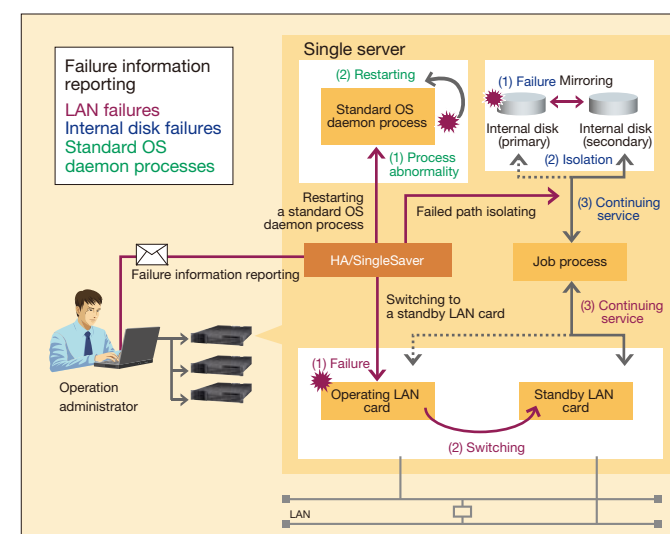 Failure information
reporting
LAN failures
Internal disk failures
Standard OS
daemon processes
Single server
(2) Restarting
Standard OS
daemon process
(1) Process
abnormality
(1) Failure
Mirroring
Internal disk
(primary)
Internal disk
(secondary)
(2) Isolation
Restarting
a standard OS
daemon process
Failed path isolating
(3) Continuing
service
HA/SingleSaver
Job process
Failure information reporting
Switching to
a standby LAN card
(3) Continuing
service
Operation
administrator
(1) Failure
Operating LAN
card
Standby LAN
card
(2) Switching
LAN